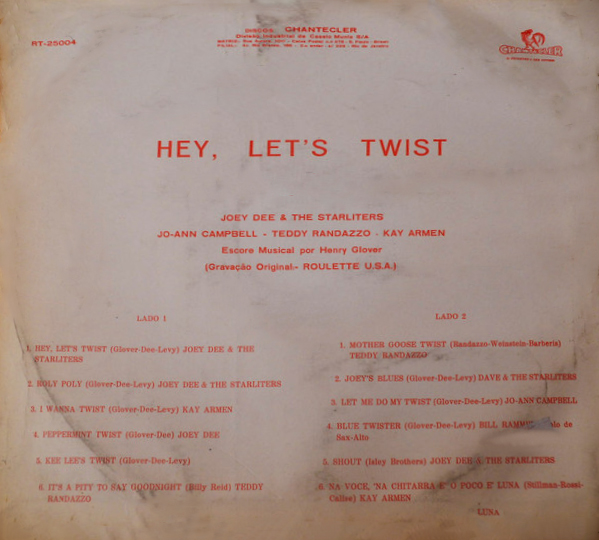 RT-25004
DISCOS CHANTECLER
Divisão Industrial de Cassio Muniz S/A
CHANTECLER
HEY, LET'S TWIST
JOEY DEE & THE STARLITERS
JO-ANN CAMPBELL - TEDDY RANDAZZO - KAY ARMEN
Escore Musical por Henry Glover
(Gravação Original:- ROULETTE U.S.A.)
LADO 1
1. HEY, LET'S TWIST (Glover-Dee-Levy) JOEY DEE & THE
STARLITERS
2. ROLY POLY (Glover-Dee-Levy) JOEY DEE & THE STARLITERS
3. I WANNA TWIST (Glover-Dee-Levy) KAY ARMEN
4. PEPPERMINT TWIST (Glover-Dee) JOEY DEE
5. KEE LEE'S TWIST (Glover-Dee-Levy)
6. IT'S A PITY TO SAY GOODNIGHT (Billy Reid) TEDDY
RANDAZZO
LADO 2
1. MOTHER GOOSE TWIST (Randazzo-Weinstein-Barberis)
TEDDY RANDAZZO
2. JOEY'S BLUES (Glover-Dee-Levy) DAVE & THE STARLITERS
3. LET ME DO MY TWIST (Glover-Dee-Levy) JO-ANN CAMPBELL
4. BLUE TWISTER (Glover-Dee-Levy) BILL de
Sax-Alto
5. SHOUT (Isley Brothers) JOEY DEE & THE STARLITERS
6. NA VOCE, 'NA CHITARRA E' O POCO E' LUNA (Stillman-Rossi-
Calise) KAY ARMEN
LUNA